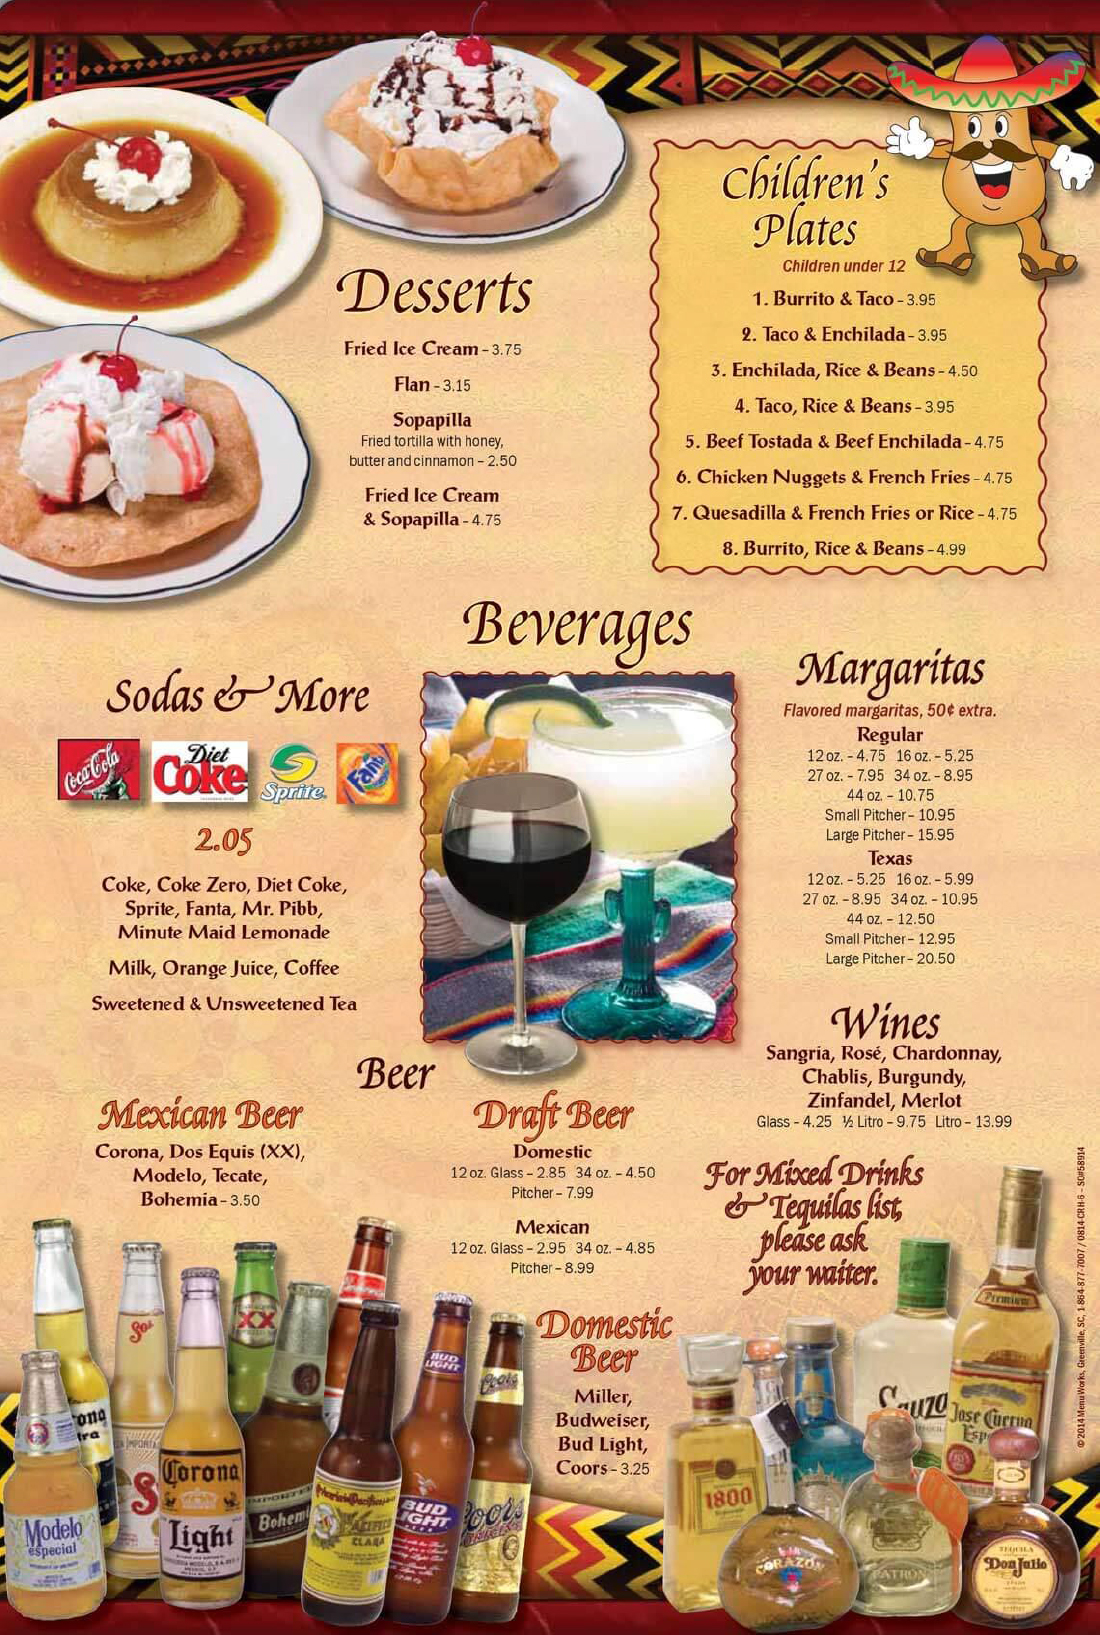 Desserts
Fried Ice Cream – 3.75
Flan – 3.15
Sopapilla
Fried tortilla with honey,
butter and cinnamon – 2.50
Fried Ice Cream
& Sopapilla – 4.75
Children's
Plates
Children under 12
1. Burrito & Taco – 3.95
2. Taco & Enchilada – 3.95
3. Enchilada, Rice & Beans – 4.50
4. Taco, Rice & Beans – 3.95
5. Beef Tostada & Beef Enchilada – 4.75
6. Chicken Nuggets & French Fries – 4.75
7. Quesadilla & French Fries or Rice – 4.75
8. Burrito, Rice & Beans – 4.99
Beverages
Sodas & More
Coca-Cola
Diet
Coke
Sprite
Fanta
2.05
Coke, Coke Zero, Diet Coke,
Sprite, Fanta, Mr. Pibb,
Minute Maid Lemonade
Milk, Orange Juice, Coffee
Sweetened & Unsweetened Tea
Margaritas
Flavored margaritas, 50¢ extra.
Regular
12 oz. – 4.75 16 oz. – 5.25
27 oz. – 7.95 34 oz. – 8.95
44 oz. – 10.75
Small Pitcher – 10.95
Large Pitcher – 15.95
Texas
12 oz. – 5.25 16 oz. – 5.99
27 oz. – 8.95 34 oz. – 10.95
44 oz. – 12.50
Small Pitcher – 12.95
Large Pitcher – 20.50
Wines
Sangria, Rosé, Chardonnay,
Chablis, Burgundy,
Zinfandel, Merlot
Glass – 4.25 ½ Litro – 9.75 Litro – 13.99
Beer
Mexican Beer
Corona, Dos Equis (XX),
Modelo, Tecate,
Bohemia – 3.50
Draft Beer
Domestic
12 oz. Glass – 2.85 34 oz. – 4.50
Pitcher – 7.99
Mexican
12 oz. Glass – 2.95 34 oz. – 4.85
Pitcher – 8.99
Domestic
Beer
Miller,
Budweiser,
Bud Light,
Coors – 3.25
For Mixed Drinks
& Tequilas list,
please ask
your waiter.
© 2014 MenuWorks, Greenville, SC, 1-864-877-7007 / 0814 CRH-6 - SO#58914
Modelo
especial
Sol
Corona
Light
XX
Bohem
Pacifico
CLARA
BUD
LIGHT
BUD
LIGHT
Coors
Coors
1800
CORAZÓN
Sauza
PATRÓN
Premium
Jose Cuervo
Espe
TEQUILA
Don Julio